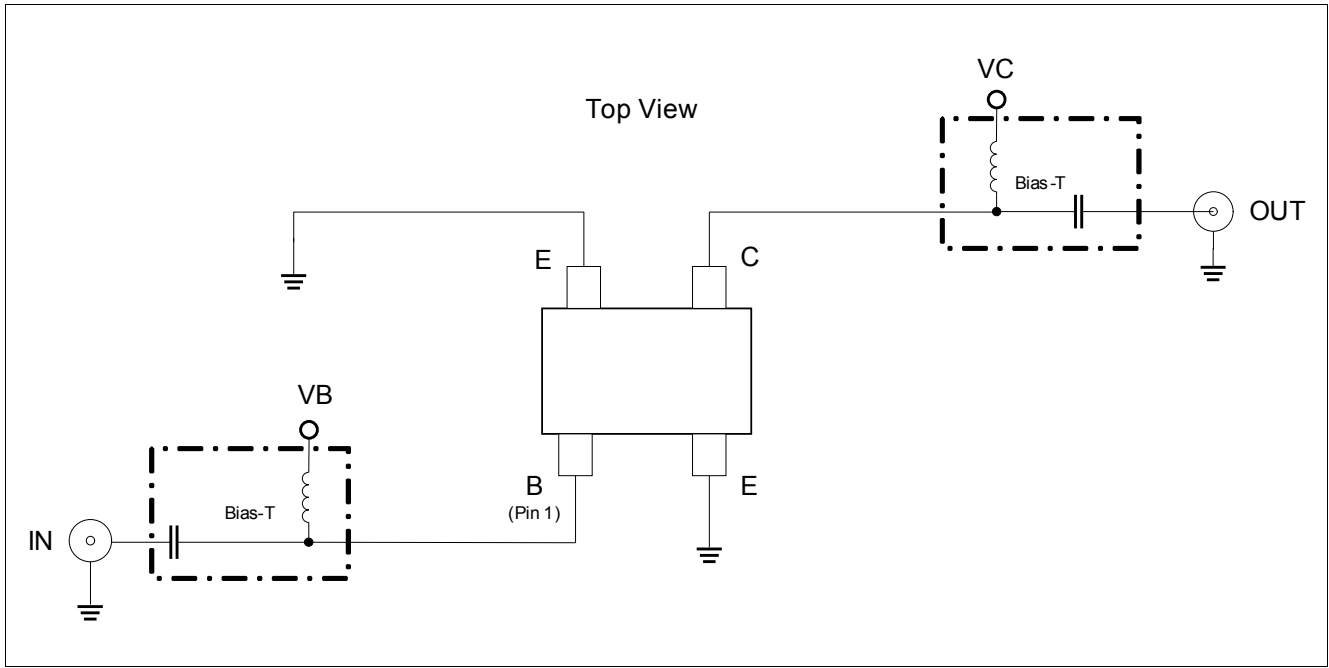 VC
Top View
Bias-T
OUT
E
C
VB
B
E
(Pin 1)
Bias-T
IN